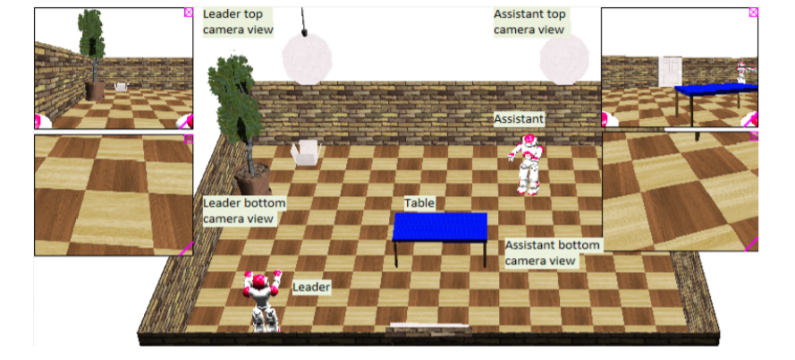 Leader top
camera view
Assistant top
camera view
Assistant
Leader bottom
camera view
Table
Assistant bottom
camera view
Leader